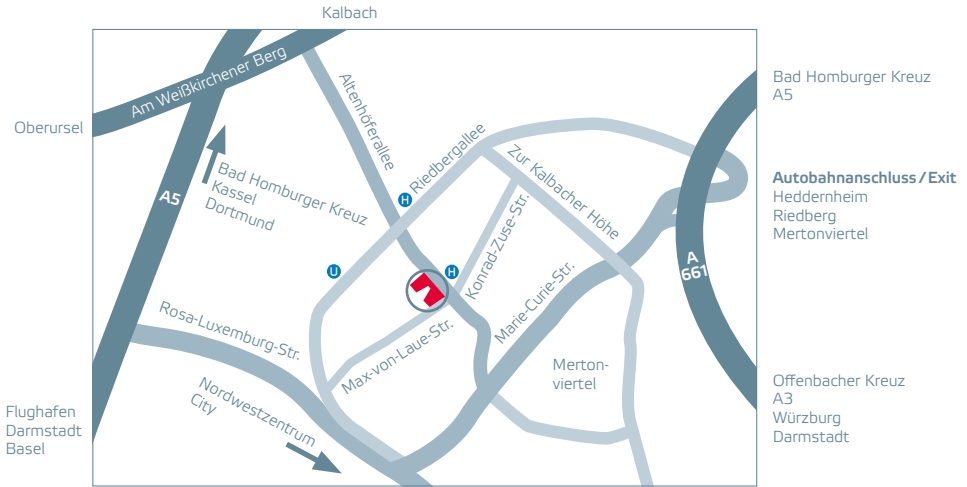 Kalbach
Am Weißkirchener Berg
Oberursel
A5
Bad Homburger Kreuz
Kassel
Dortmund
Altenhöferallee
Riedbergallee
H
Zur Kalbacher Höhe
Konrad-Zuse-Str.
U
H
Marie-Curie-Str.
Max-von-Laue-Str.
Rosa-Luxemburg-Str.
Nordwestzentrum
City
Merton-
viertel
A
661
Flughafen
Darmstadt
Basel
Bad Homburger Kreuz
A5
Autobahnanschluss/Exit
Heddernheim
Riedberg
Mertonviertel
Offenbacher Kreuz
A3
Würzburg
Darmstadt